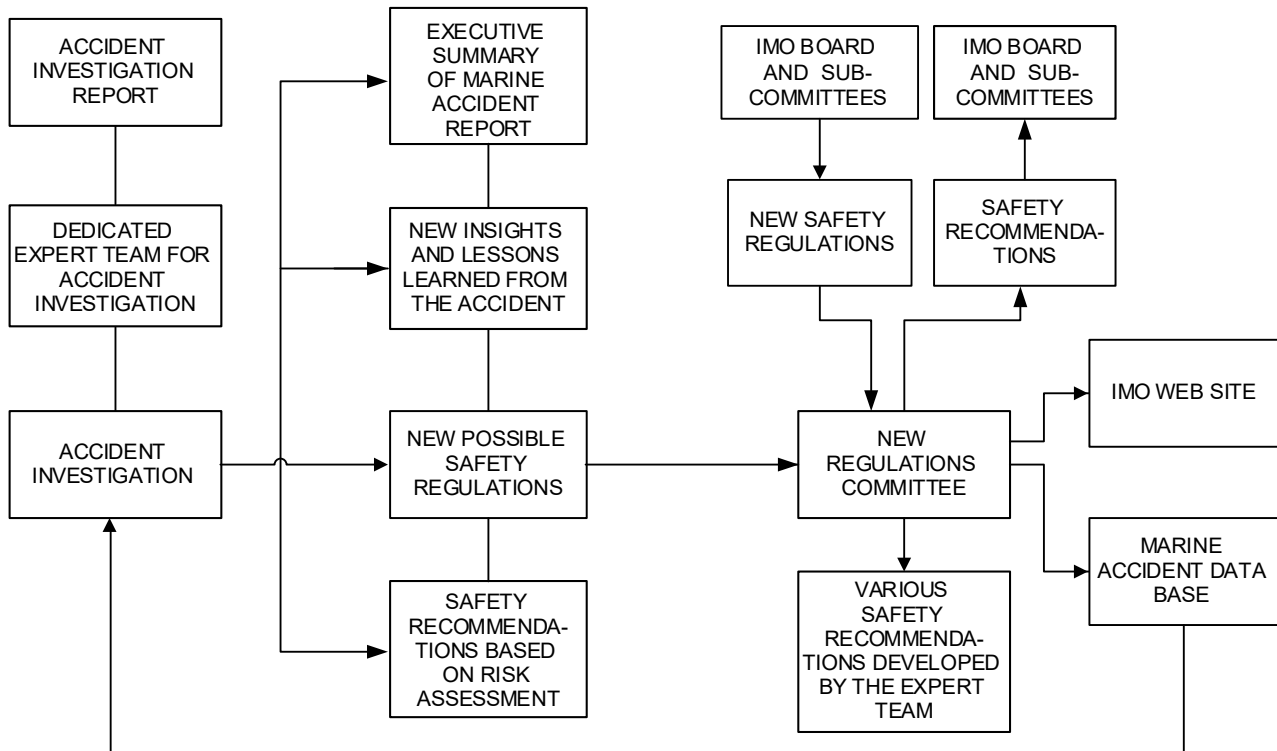 ACCIDENT
INVESTIGATION
REPORT
DEDICATED
EXPERT TEAM FOR
ACCIDENT
INVESTIGATION
ACCIDENT
INVESTIGATION
EXECUTIVE
SUMMARY
OF MARINE
ACCIDENT
REPORT
NEW INSIGHTS
AND LESSONS
LEARNED FROM
THE ACCIDENT
NEW POSSIBLE
SAFETY
REGULATIONS
SAFETY
RECOMMENDA-
TIONS BASED
ON RISK
ASSESSMENT
IMO BOARD
AND SUB-
COMMITTEES
NEW SAFETY
REGULATIONS
IMO BOARD
AND SUB-
COMMITTEES
SAFETY
RECOMMENDA-
TIONS
NEW
REGULATIONS
COMMITTEE
VARIOUS
SAFETY
RECOMMENDA-
TIONS DEVELOPED
BY THE EXPERT
TEAM
IMO WEB SITE
MARINE
ACCIDENT DATA
BASE